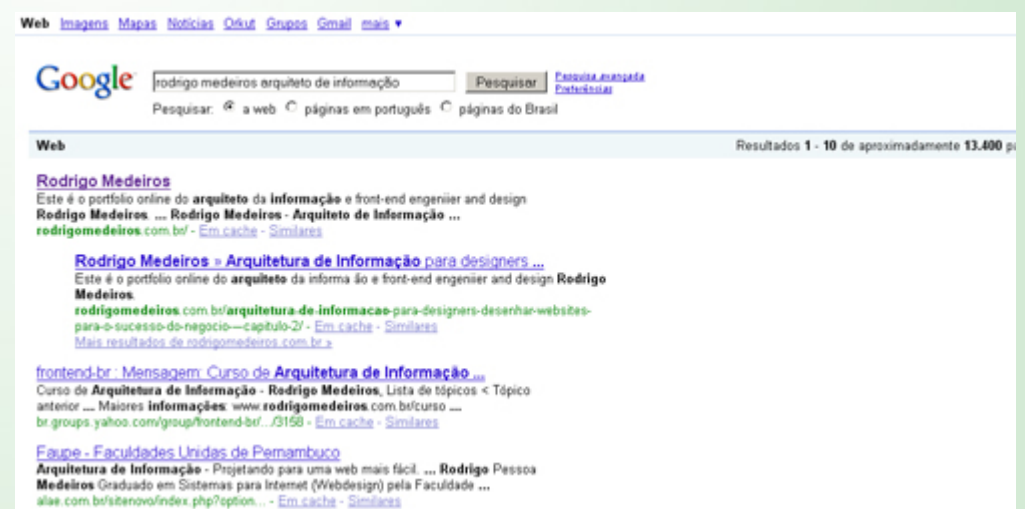 Web Imagens Mapas Notícias Orkut Grupos Gmail mais ▼
Google rodrigo medeiros arquiteto de informação Pesquisar Pesquisa avançada
Preferências
Pesquisar: a web páginas em português páginas do Brasil
Web Resultados 1 - 10 de aproximadamente 13.400 pa
Rodrigo Medeiros
Este é o portfolio online do arquiteto da informação e front-end engeniier and design
Rodrigo Medeiros. ... Rodrigo Medeiros - Arquiteto de Informação ...
rodrigomedeiros.com.br/ - Em cache - Similares
Rodrigo Medeiros » Arquitetura de Informação para designers ...
Este é o portfolio online do arquiteto da informa ão e front-end engeniier and design Rodrigo
Medeiros.
rodrigomedeiros.com.br/arquitetura-de-informacao-para-designers-desenhar-websites-
para-o-sucesso-do-negocio-–-capitulo-2/ - Em cache - Similares
Mais resultados de rodrigomedeiros.com.br »
frontend-br : Mensagem: Curso de Arquitetura de Informação ...
Curso de Arquitetura de Informação - Rodrigo Medeiros, Lista de tópicos < Tópico
anterior .... Maiores informações: www.rodrigomedeiros.com.br/curso ....
br.groups.yahoo.com/group/frontend-br/.../3158 - Em cache - Similares
Faupe - Faculdades Unidas de Pernambuco
Arquitetura de Informação - Projetando para uma web mais fácil. ... Rodrigo Pessoa
Medeiros Graduado em Sistemas para Internet (Webdesign) pela Faculdade ...
alae.com.br/sitenovo/index.php?option... - Em cache - Similares